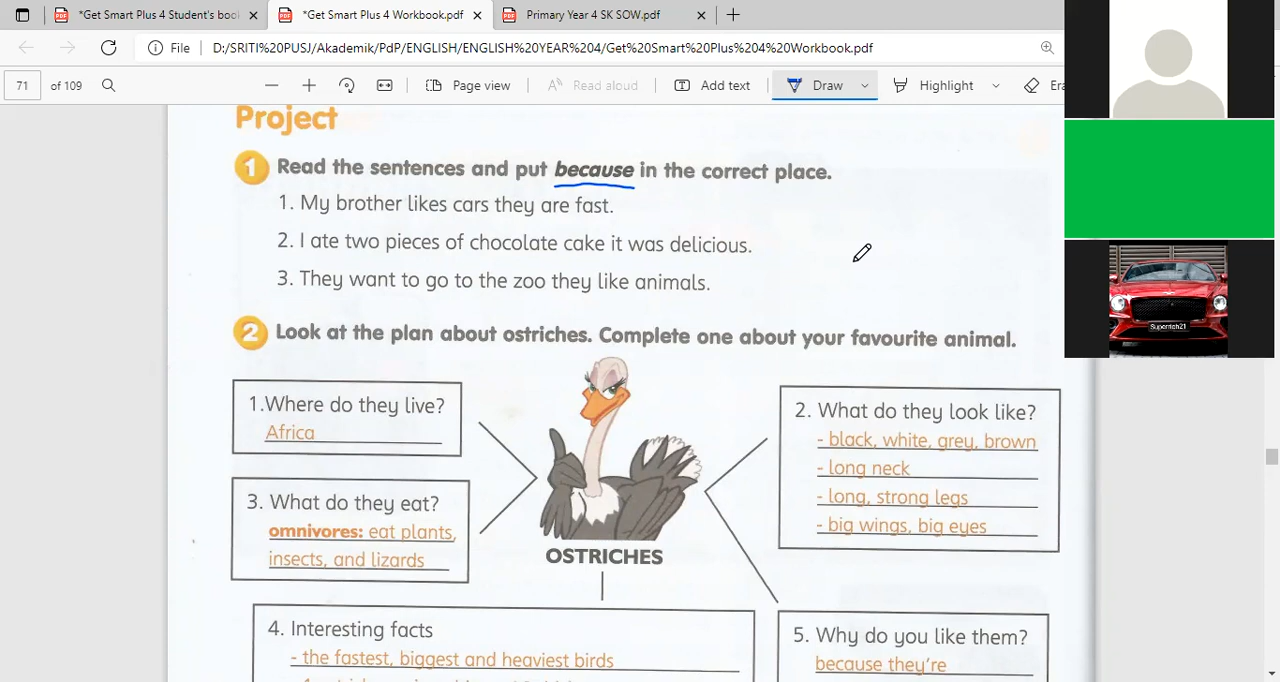 *Get Smart Plus 4 Student's bool
*Get Smart Plus 4 Workbook.pdf
Primary Year 4 SK SOW.pdf
File
D:/SRITI%20PUSJ/Akademik/PdP/ENGLISH/ENGLISH%20YEAR%204/Get%20Smart%20Plus%204%20Workbook.pdf
71 of 109
Page view
Read aloud
Add text
Draw
Highlight
Era
Project
1 Read the sentences and put because in the correct place.
1. My brother likes cars they are fast.
2. I ate two pieces of chocolate cake it was delicious.
3. They want to go to the zoo they like animals.
2 Look at the plan about ostriches. Complete one about your favourite animal.
1.Where do they live?
Africa
2. What do they look like?
- black, white, grey, brown
- long neck
- long, strong legs
- big wings, big eyes
3. What do they eat?
omnivores: eat plants,
insects, and lizards
OSTRICHES
4. Interesting facts
- the fastest, biggest and heaviest birds
5. Why do you like them?
because they're
Superrich21